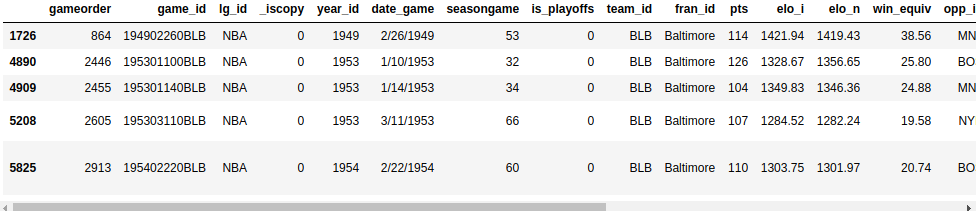 gameorder game_id lg_id _iscopy year_id date_game seasongame is_playoffs team_id fran_id pts elo_i elo_n win_equiv opp_i
1726 864 194902260BLB NBA 0 1949 2/26/1949 53 0 BLB Baltimore 114 1421.94 1419.43 38.56 MN
4890 2446 195301100BLB NBA 0 1953 1/10/1953 32 0 BLB Baltimore 126 1328.67 1356.65 25.80 BO
4909 2455 195301140BLB NBA 0 1953 1/14/1953 34 0 BLB Baltimore 104 1349.83 1346.36 24.88 MN
5208 2605 195303110BLB NBA 0 1953 3/11/1953 66 0 BLB Baltimore 107 1284.52 1282.24 19.58 NY
5825 2913 195402220BLB NBA 0 1954 2/22/1954 60 0 BLB Baltimore 110 1303.75 1301.97 20.74 BO